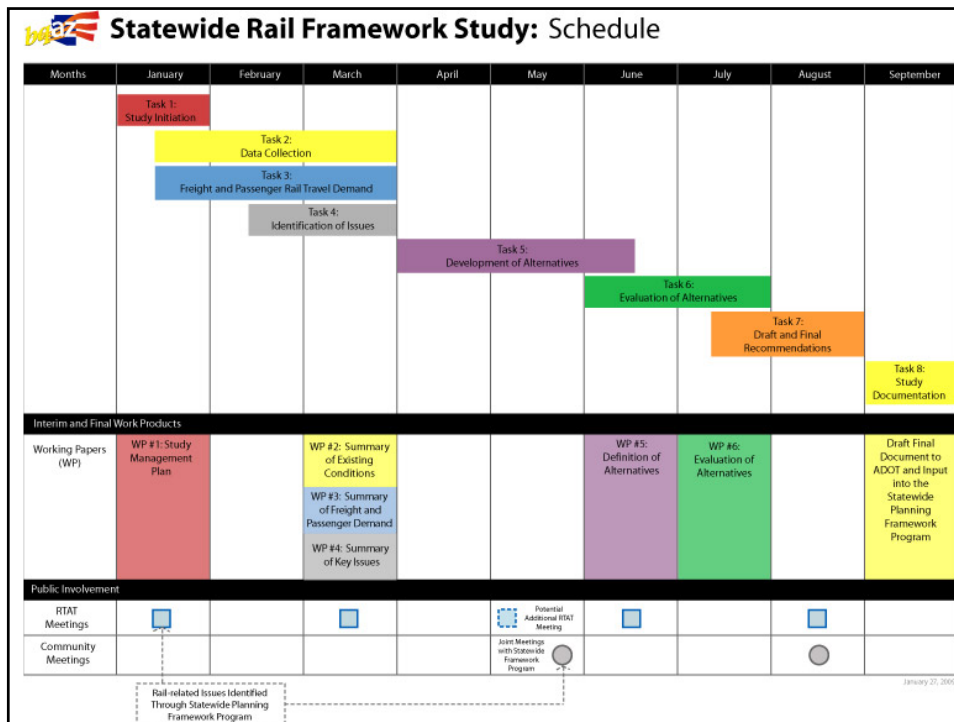 bqaz Statewide Rail Framework Study: Schedule
Months January February March April May June July August September
Task 1:
Study Initiation
Task 2:
Data Collection
Task 3:
Freight and Passenger Rail Travel Demand
Task 4:
Identification of Issues
Task 5:
Development of Alternatives
Task 6:
Evaluation of Alternatives
Task 7:
Draft and Final
Recommendations
Task 8:
Study
Documentation
Interim and Final Work Products
Working Papers
(WP)
WP #1: Study
Management
Plan
WP #2: Summary
of Existing
Conditions
WP #3: Summary
of Freight and
Passenger Demand
WP #4: Summary
of Key Issues
WP #5:
Definition of
Alternatives
WP #6:
Evaluation of
Alternatives
Draft Final
Document to
ADOT and Input
into the
Statewide
Planning
Framework
Program
Public Involvement
RTAT
Meetings
Potential
Additional RTAT
Meeting
Community
Meetings
Joint Meetings
with Statewide
Framework
Program
Rail-related Issues Identified
Through Statewide Planning
Framework Program
January 27,